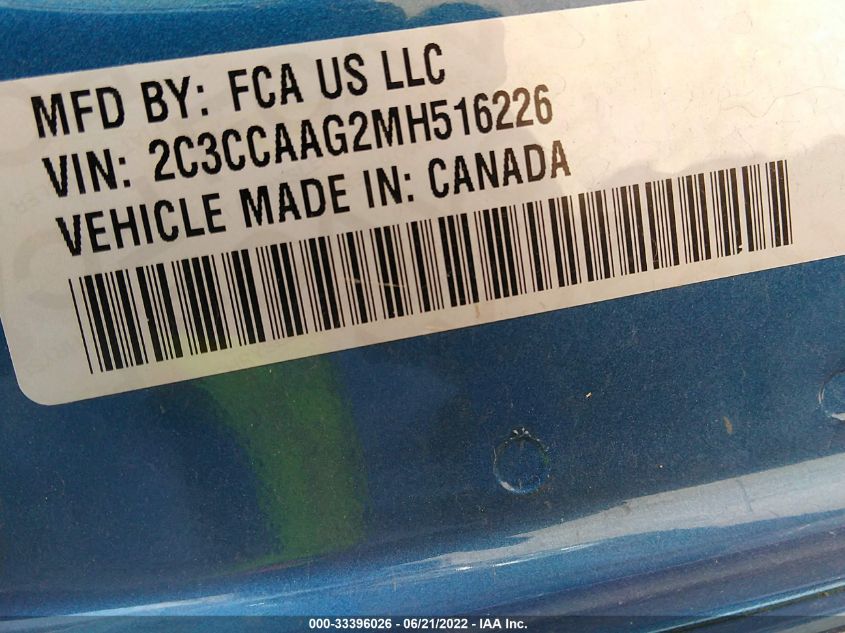 MFD BY: FCA US LLC
VIN: 2C3CCAAG2MH516226
VEHICLE MADE IN: CANADA
000-33396026 - 06/21/2022 - IAA Inc.